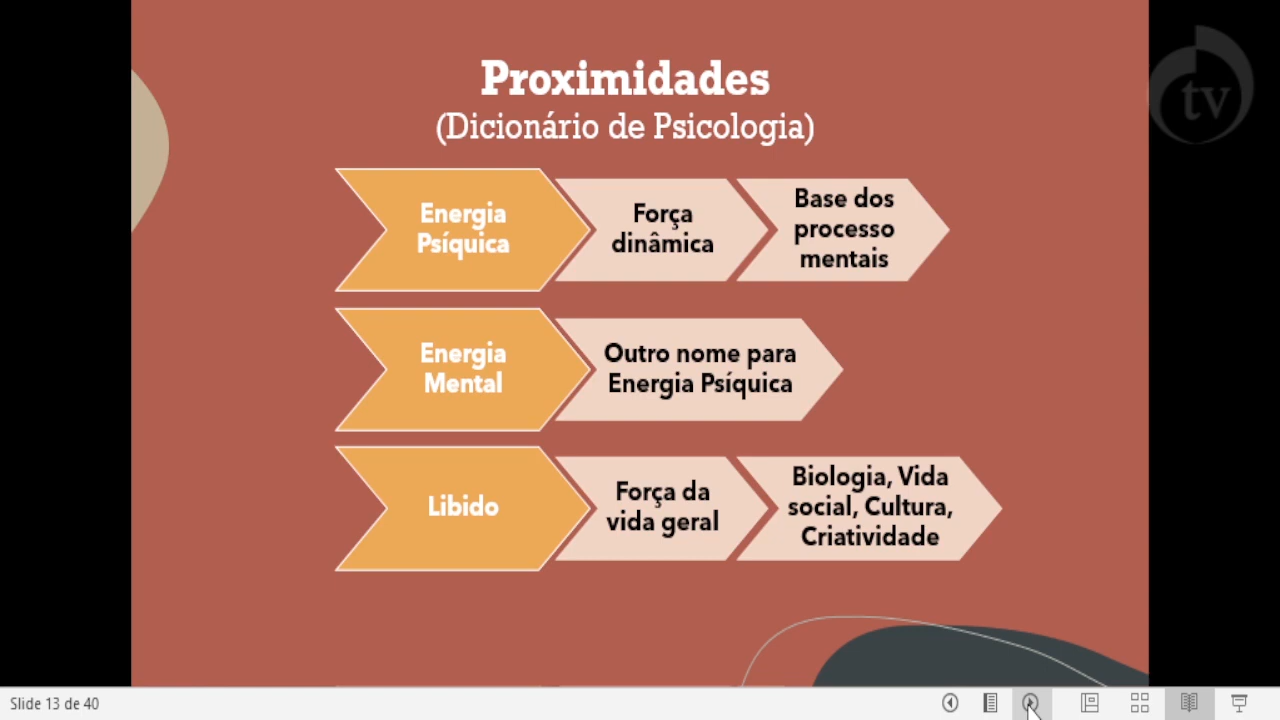 Proximidades
(Dicionário de Psicologia)
Energia
Psíquica
Força
dinâmica
Base dos
processo
mentais
Energia
Mental
Outro nome para
Energia Psíquica
Libido
Força da
vida geral
Biologia, Vida
social, Cultura,
Criatividade
tv
Slide 13 de 40